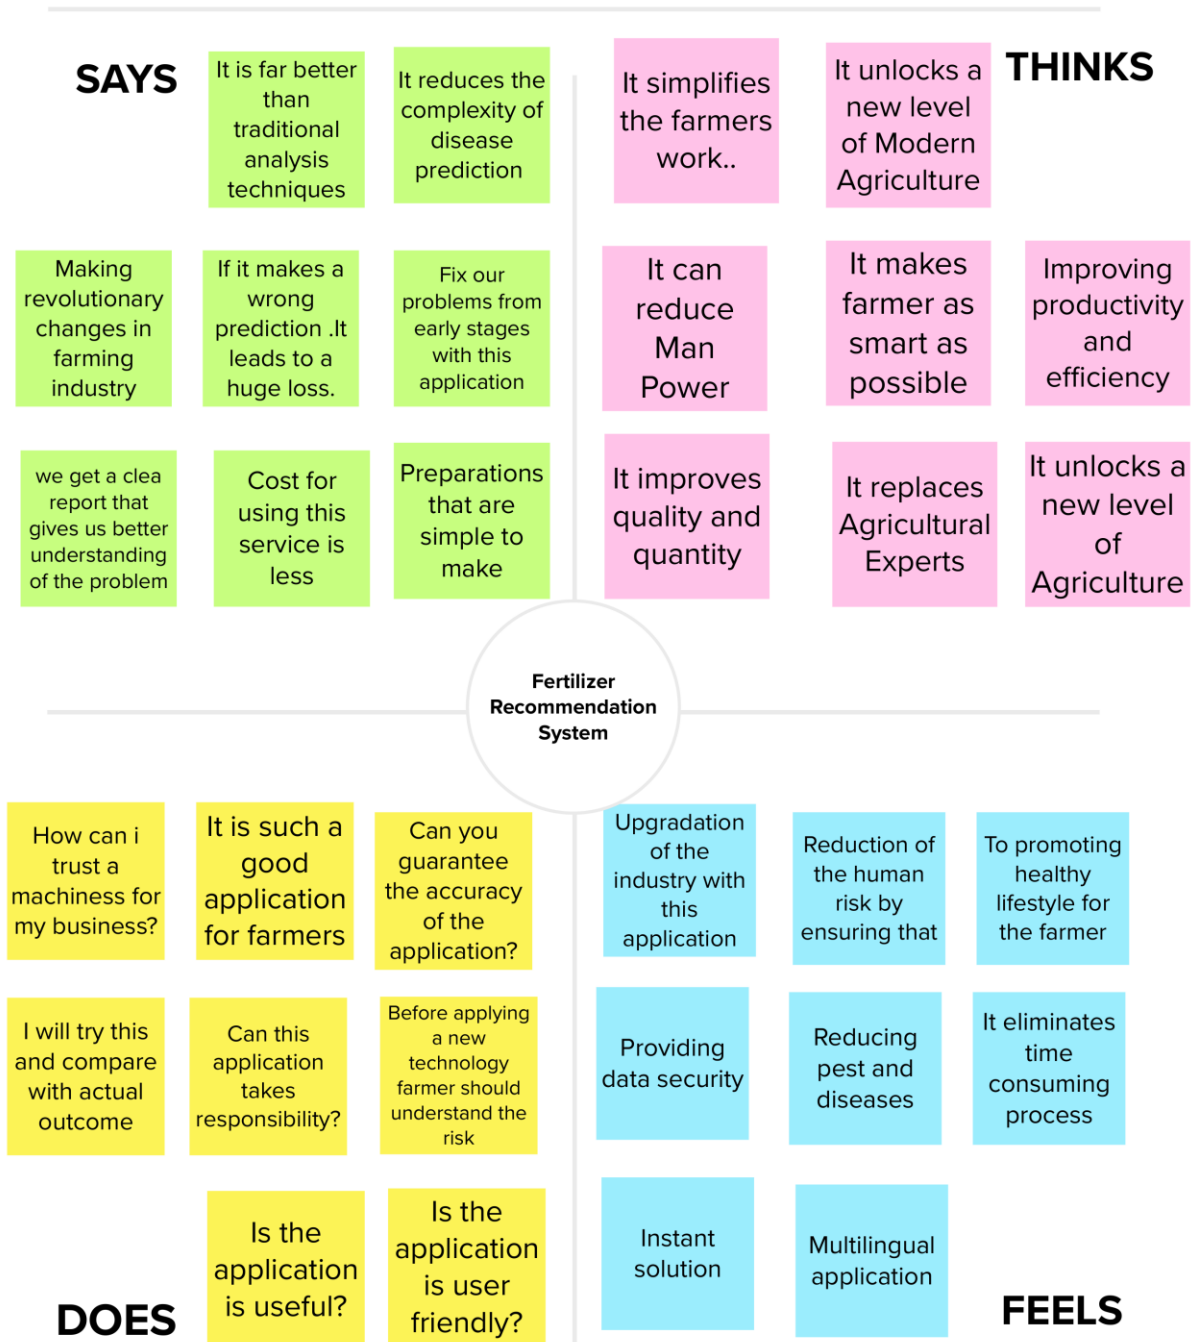 SAYS
It is far better
than
traditional
analysis
techniques
It reduces the
complexity of
disease
prediction
Making
revolutionary
changes in
farming
industry
If it makes a
wrong
prediction .It
leads to a
huge loss.
Fix our
problems from
early stages
with this
application
we get a clea
report that
gives us better
understanding
of the problem
Cost for
using this
service is
less
Preparations
that are
simple to
make
THINKS
It simplifies
the farmers
work..
It unlocks a
new level
of Modern
Agriculture
It can
reduce
Man
Power
It makes
farmer as
smart as
possible
Improving
productivity
and
efficiency
It improves
quality and
quantity
It replaces
Agricultural
Experts
It unlocks a
new level
of
Agriculture
Fertilizer
Recommendation
System
How can i
trust a
machiness for
my business?
It is such a
good
application
for farmers
Can you
guarantee
the accuracy
of the
application?
I will try this
and compare
with actual
outcome
Can this
application
takes
responsibility?
Before applying
a new
technology
farmer should
understand the
risk
Is the
application
is useful?
Is the
application
is user
friendly?
DOES
Upgradation
of the
industry with
this
application
Reduction of
the human
risk by
ensuring that
To promoting
healthy
lifestyle for
the farmer
Providing
data security
Reducing
pest and
diseases
It eliminates
time
consuming
process
Instant
solution
Multilingual
application
FEELS